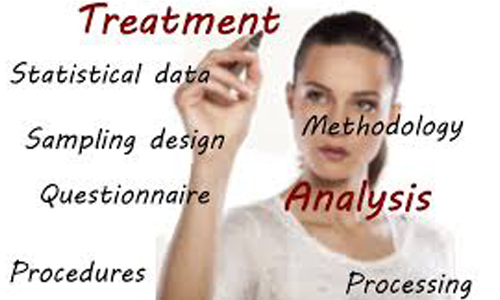 Treatment
Statistical data
Methodology
Sampling design
Questionnaire
Analysis
Procedures
Processing